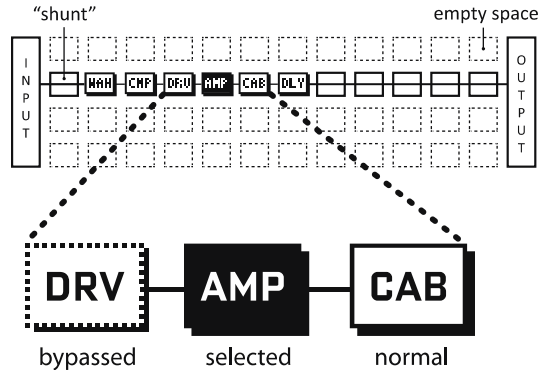 "shunt"
empty space
INPUT
WAH CMP DRV AMP CAB DLY
OUTPUT
DRV AMP CAB
bypassed selected normal